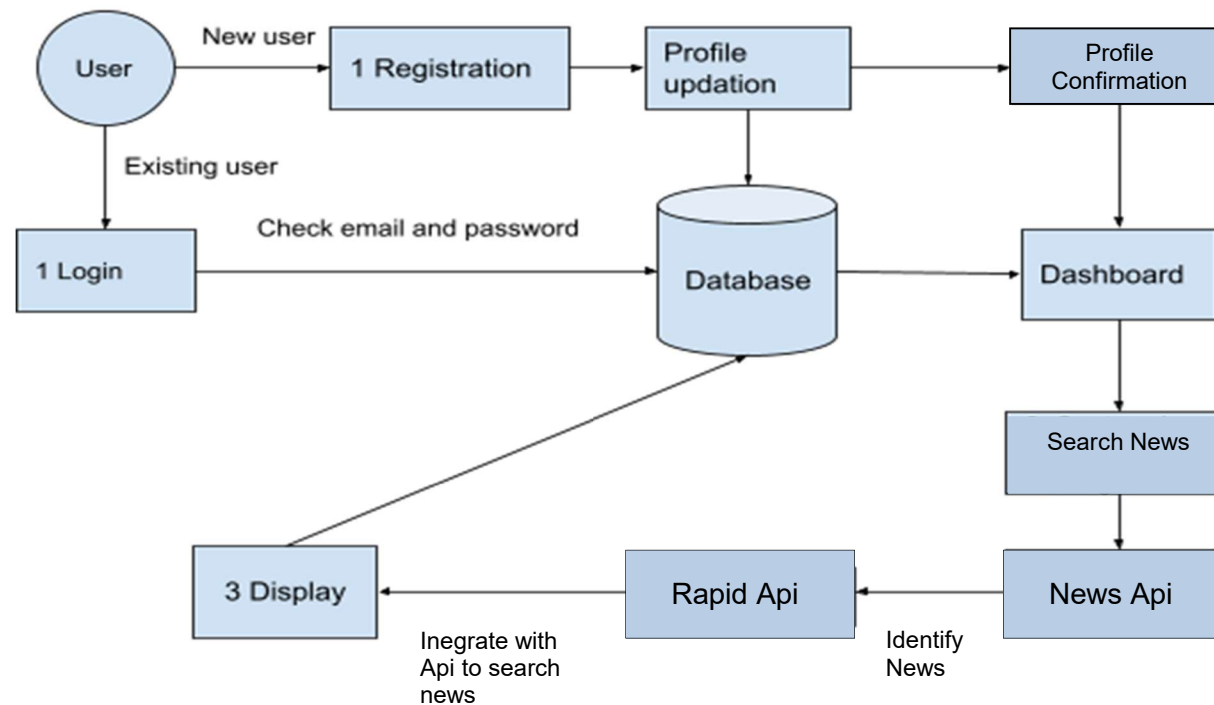 New user
User
1 Registration
Profile
updation
Profile
Confirmation
Existing user
Check email and password
1 Login
Database
Dashboard
Search News
3 Display
Rapid Api
News Api
Inegrate with
Api to search
news
Identify
News